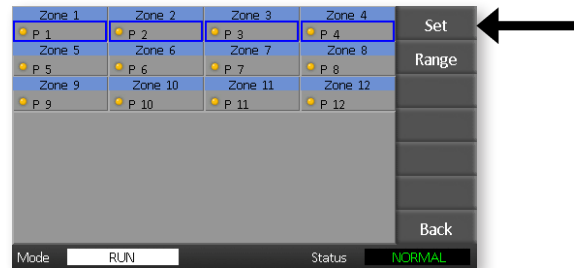 Zone 1 Zone 2 Zone 3 Zone 4 Set
P 1 P 2 P 3 P 4
Zone 5 Zone 6 Zone 7 Zone 8 Range
P 5 P 6 P 7 P 8
Zone 9 Zone 10 Zone 11 Zone 12
P 9 P 10 P 11 P 12
Back
Mode RUN Status NORMAL